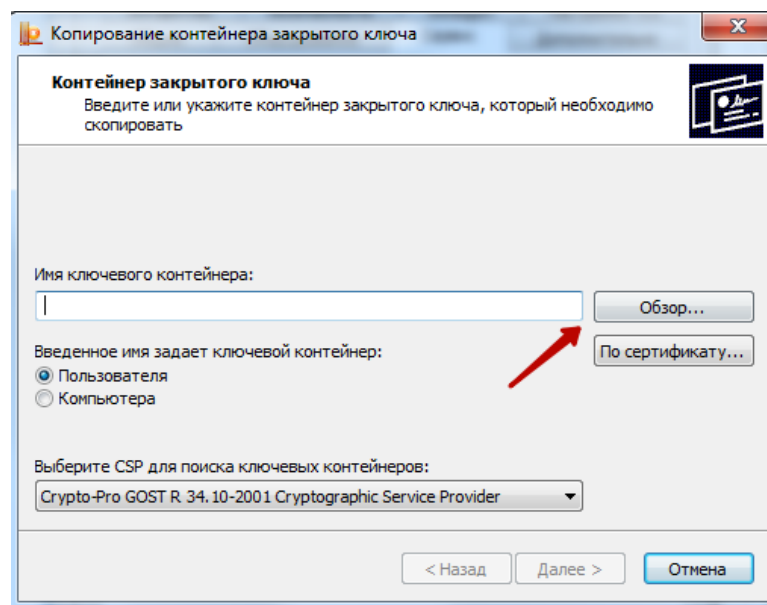 Копирование контейнера закрытого ключа
Контейнер закрытого ключа
Введите или укажите контейнер закрытого ключа, который необходимо
скопировать
Имя ключевого контейнера:
Обзор...
Введенное имя задает ключевой контейнер:
По сертификату...
Пользователя
Компьютера
Выберите CSP для поиска ключевых контейнеров:
Crypto-Pro GOST R 34.10-2001 Cryptographic Service Provider
< Назад
Далее >
Отмена